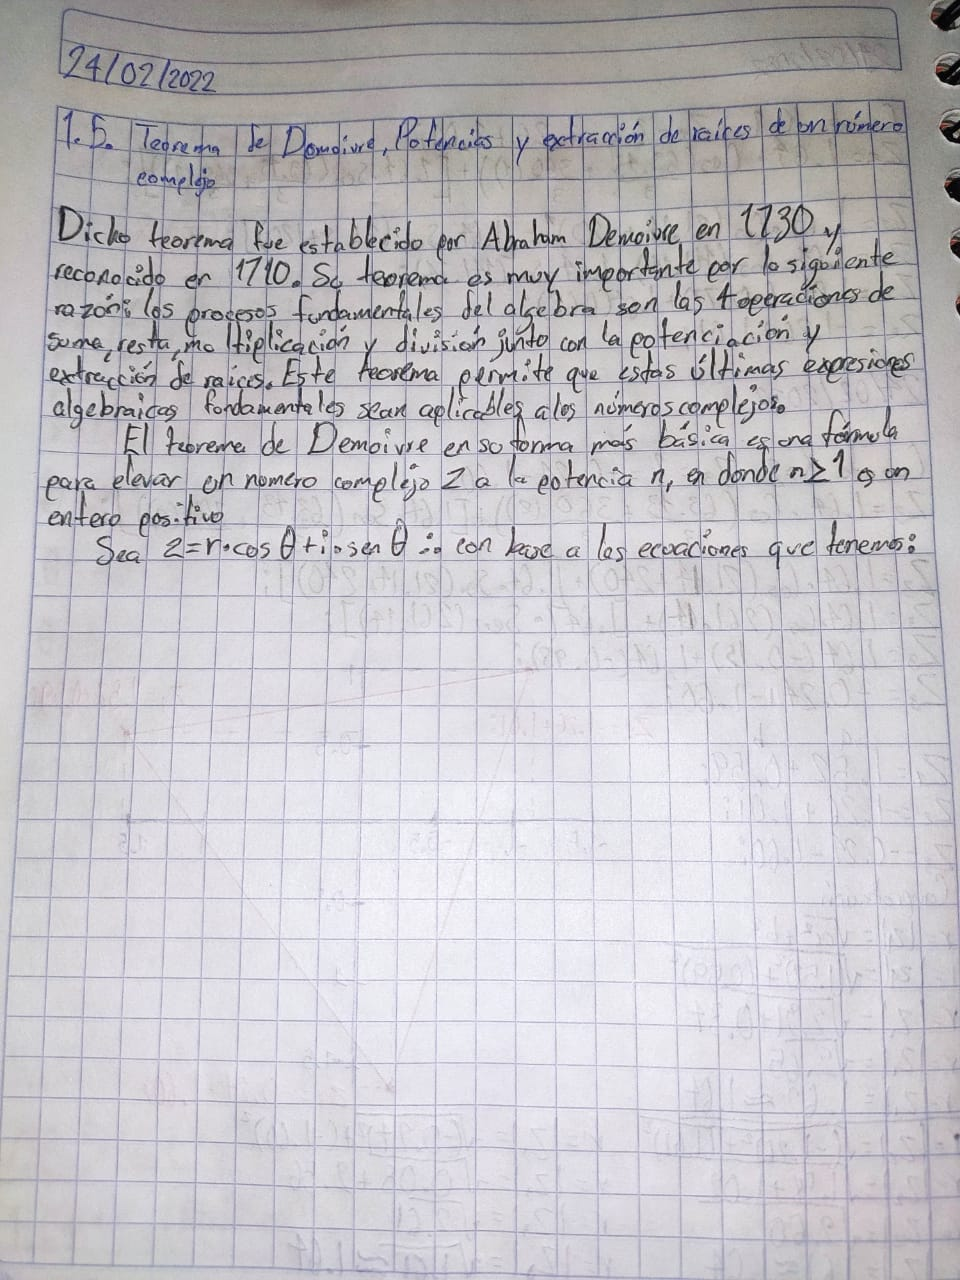 24/02/2022
1.5. Teorema de Domoivre, Potencias y extracción de raíces de un número
complejo
Dicho teorema fue establecido por Abraham Demoivre en 1730 y
reconocido en 1710. Su teorema es muy importante por lo siguiente
razón: los procesos fundamentales del algebra son las 4 operaciones de
suma, resta, multiplicación y división junto con la potenciación y
extracción de raices. Este teorema permite que estas últimas expresiones
algebraicas fundamentales sean aplicables a los números complejos.
El teorema de Demoivre en su forma más básica es una fórmula
para elevar un numero complejo Z a la potencia n, en donde n≥1 es un
entero positivo
Sea z=r·cos θ+i·sen θ ∴ con base a las ecuaciones que tenemos: